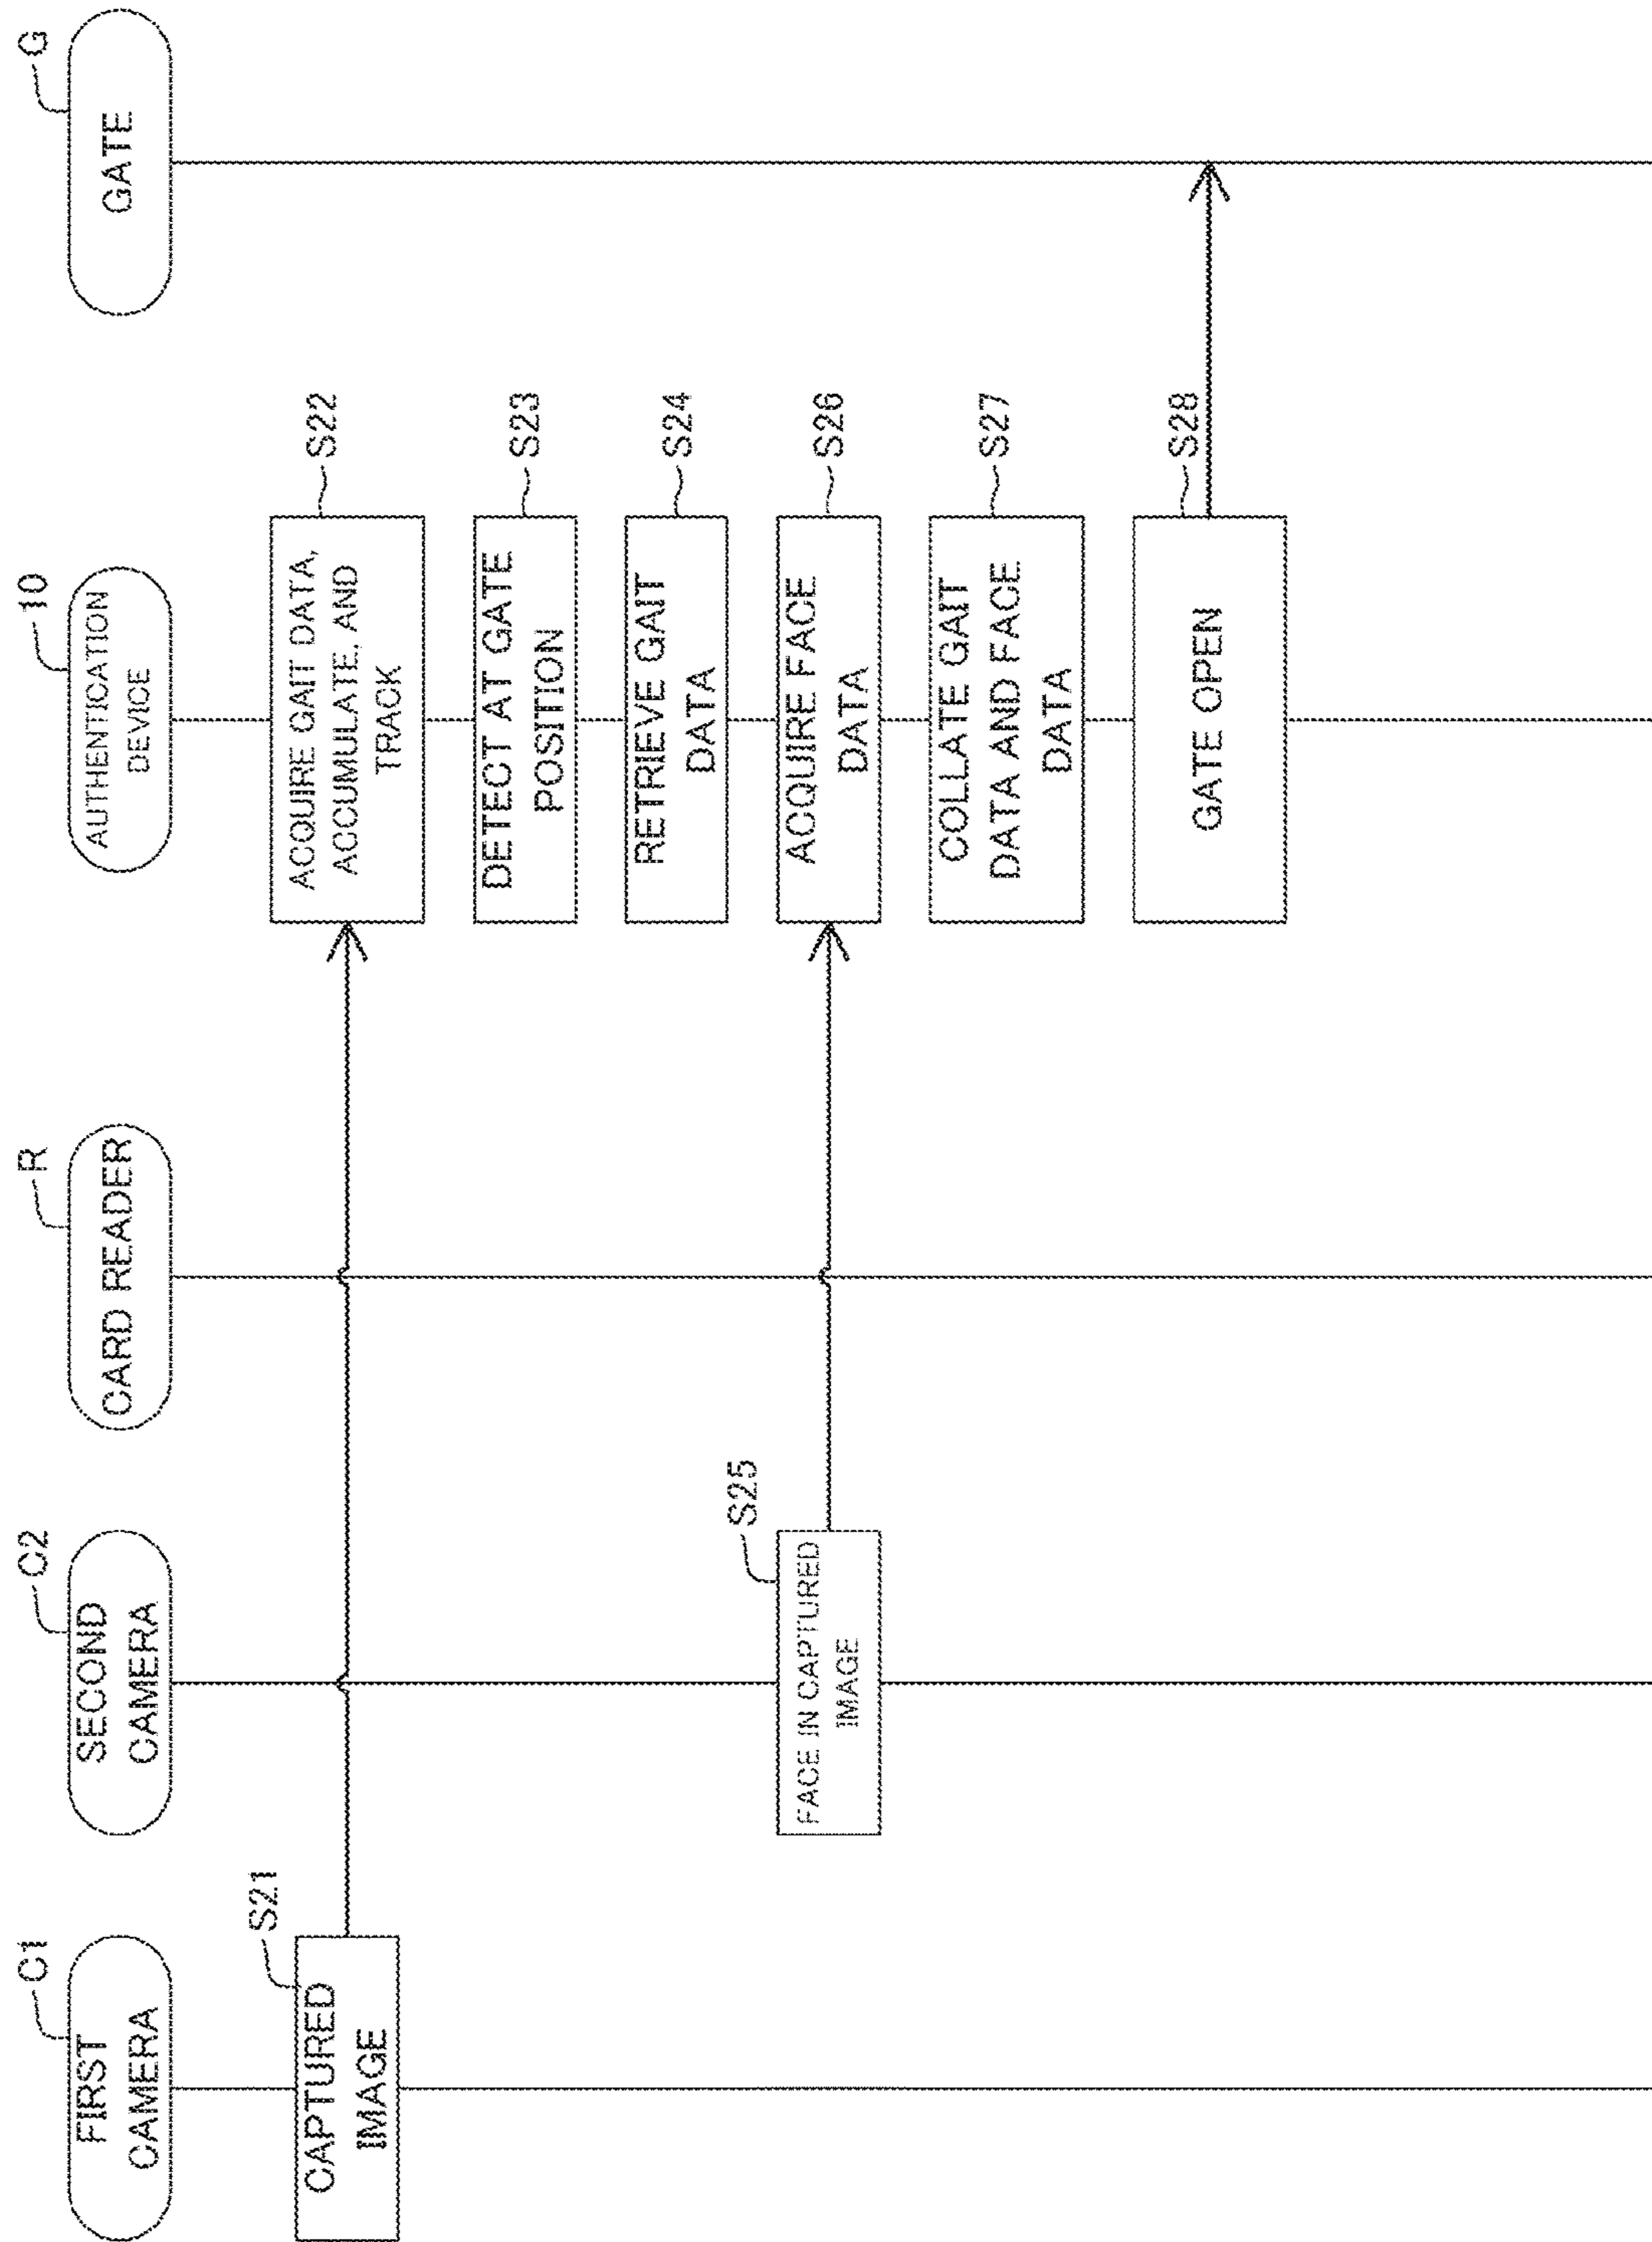 C1
FIRST
CAMERA
C2
SECOND
CAMERA
R
CARD READER
10
AUTHENTICATION
DEVICE
G
GATE
S21
CAPTURED
IMAGE
ACQUIRE GAIT DATA,
ACCUMULATE, AND
TRACK
S22
DETECT AT GATE
POSITION
S23
RETRIEVE GAIT
DATA
S24
S25
FACE IN CAPTURED
IMAGE
ACQUIRE FACE
DATA
S26
COLLATE GAIT
DATA AND FACE
DATA
S27
GATE OPEN
S28